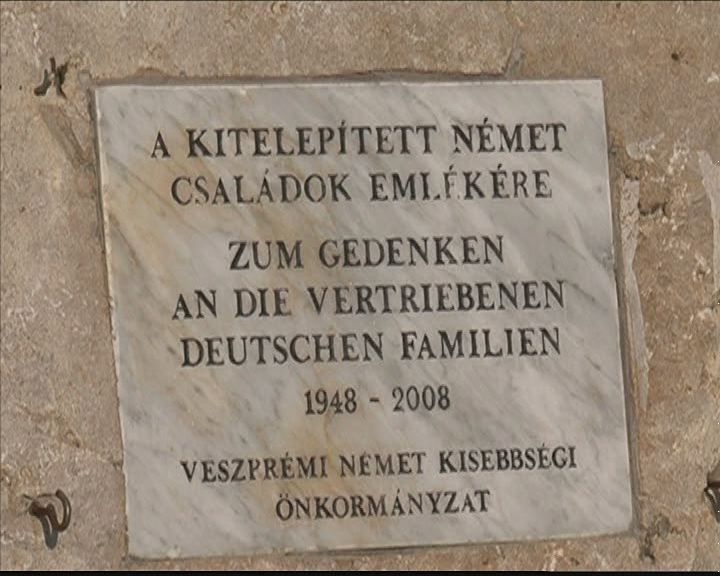 A KITELEPÍTETT NÉMET
CSALÁDOK EMLÉKÉRE
ZUM GEDENKEN
AN DIE VERTRIEBENEN
DEUTSCHEN FAMILIEN
1948 - 2008
VESZPRÉMI NÉMET KISEBBSÉGI
ÖNKORMÁNYZAT